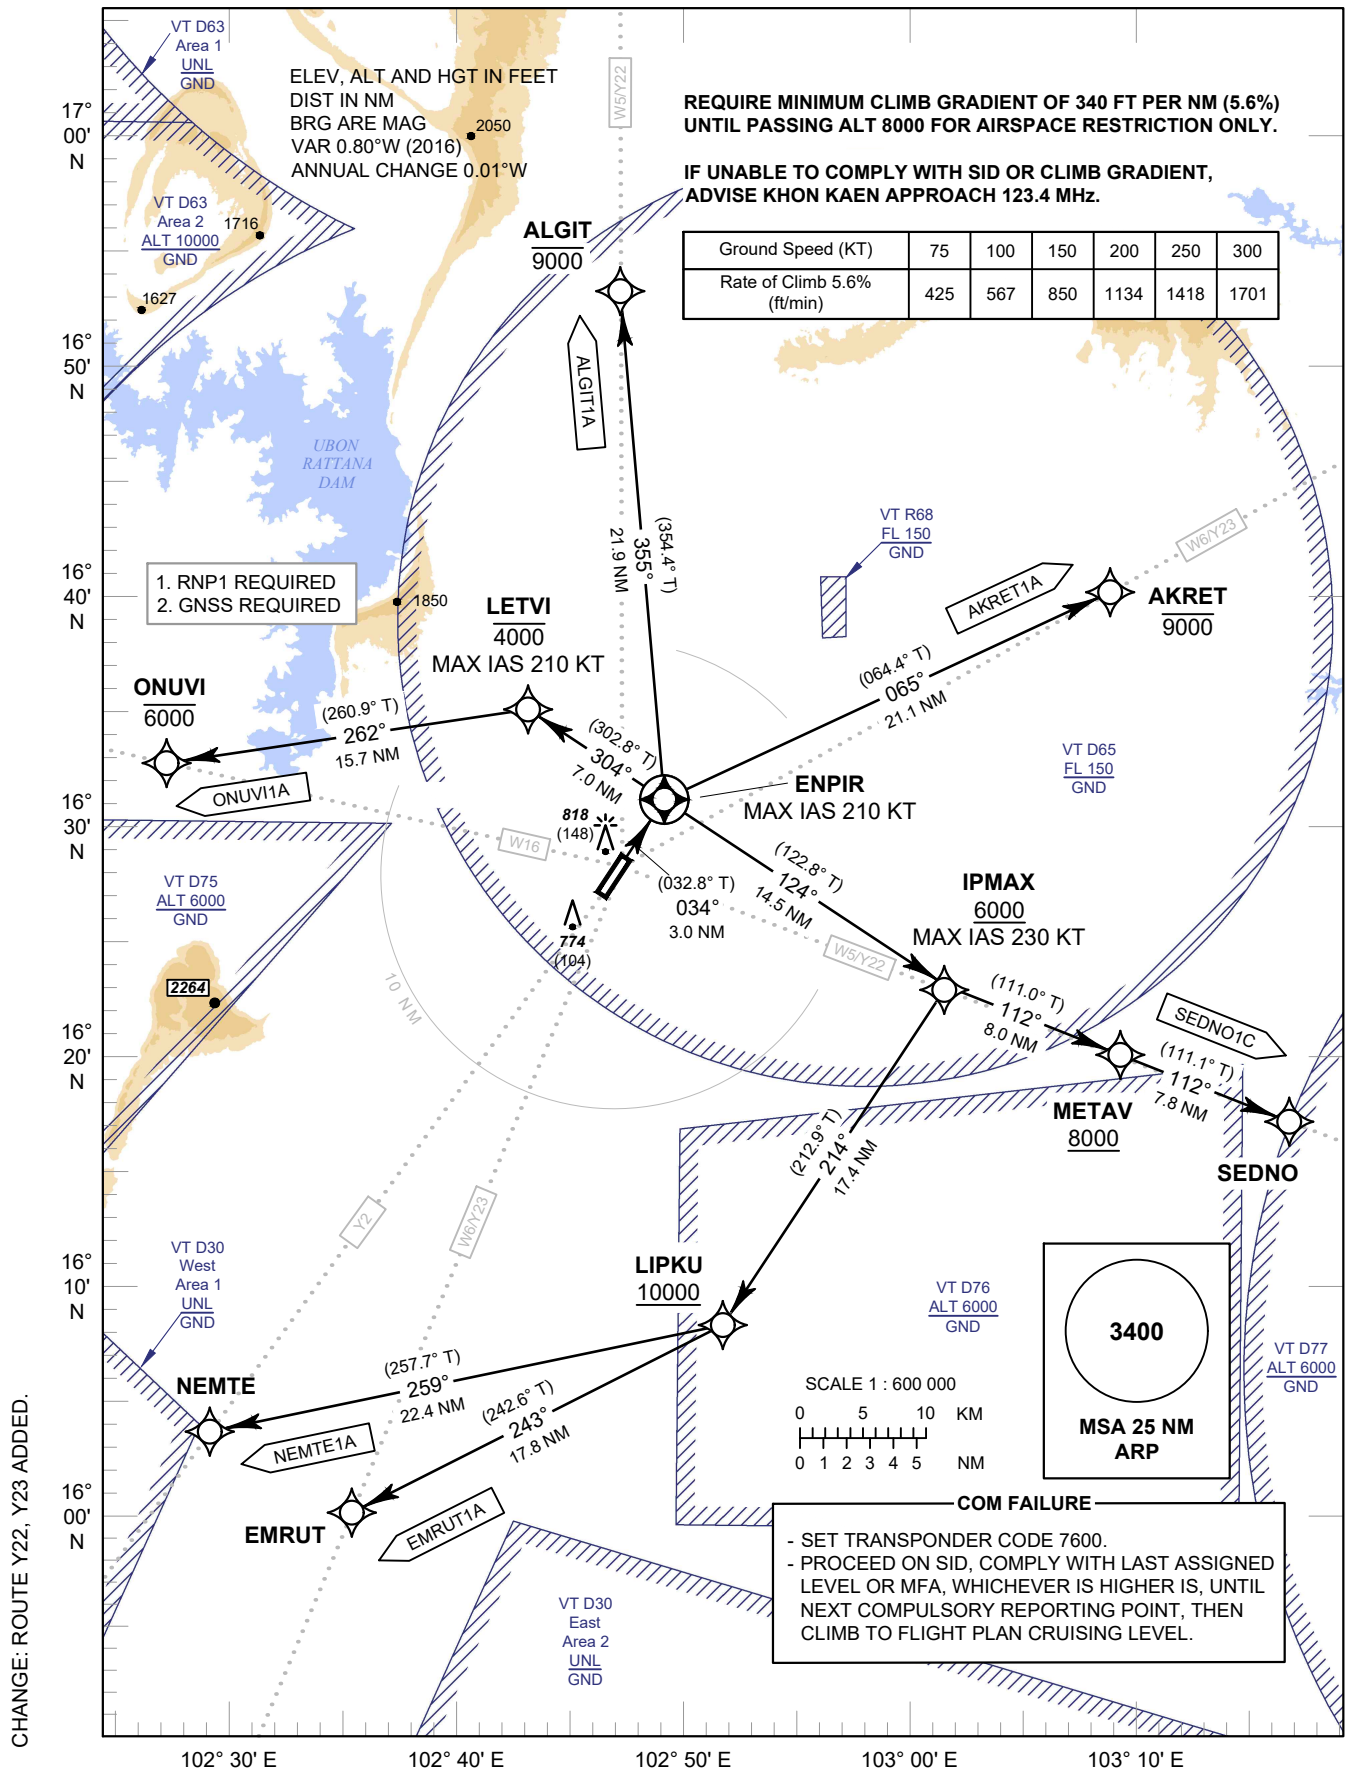 VT D63
Area 1
UNL
GND
ELEV, ALT AND HGT IN FEET
DIST IN NM
BRG ARE MAG
VAR 0.80°W (2016)
ANNUAL CHANGE 0.01°W
2050
W5/Y22
REQUIRE MINIMUM CLIMB GRADIENT OF 340 FT PER NM (5.6%)
UNTIL PASSING ALT 8000 FOR AIRSPACE RESTRICTION ONLY.
IF UNABLE TO COMPLY WITH SID OR CLIMB GRADIENT,
ADVISE KHON KAEN APPROACH 123.4 MHz.
17°
00'
N
VT D63
Area 2
ALT 10000
GND
1716
1627
ALGIT
9000
Ground Speed (KT) 75 100 150 200 250 300
Rate of Climb 5.6%
(ft/min) 425 567 850 1134 1418 1701
16°
50'
N
ALGIT1A
UBON
RATTANA
DAM
(354.4° T)
355°
21.9 NM
VT R68
FL 150
GND
W6/Y23
16°
40'
N
1. RNP1 REQUIRED
2. GNSS REQUIRED
1850
LETVI
4000
MAX IAS 210 KT
AKRET1A
AKRET
9000
ONUVI
6000
(260.9° T)
262°
15.7 NM
(302.8° T)
304°
7.0 NM
(064.4° T)
065°
21.1 NM
VT D65
FL 150
GND
ONUVI1A
ENPIR
MAX IAS 210 KT
16°
30'
N
W16
818
(148)
(032.8° T)
034°
3.0 NM
(122.8° T)
124°
14.5 NM
IPMAX
6000
MAX IAS 230 KT
VT D75
ALT 6000
GND
774
(104)
W5/Y22
2264
10 NM
(111.0° T)
112°
8.0 NM
SEDNO1C
16°
20'
N
(111.1° T)
112°
7.8 NM
METAV
8000
SEDNO
(212.9° T)
214°
17.4 NM
Y2
W6/Y23
VT D30
West
Area 1
UNL
GND
16°
10'
N
LIPKU
10000
VT D76
ALT 6000
GND
3400
MSA 25 NM
ARP
VT D77
ALT 6000
GND
(257.7° T)
259°
22.4 NM
(242.6° T)
243°
17.8 NM
NEMTE
NEMTE1A
SCALE 1 : 600 000
0 5 10 KM
0 1 2 3 4 5 NM
16°
00'
N
EMRUT
EMRUT1A
COM FAILURE
- SET TRANSPONDER CODE 7600.
- PROCEED ON SID, COMPLY WITH LAST ASSIGNED
LEVEL OR MFA, WHICHEVER IS HIGHER IS, UNTIL
NEXT COMPULSORY REPORTING POINT, THEN
CLIMB TO FLIGHT PLAN CRUISING LEVEL.
VT D30
East
Area 2
UNL
GND
CHANGE: ROUTE Y22, Y23 ADDED.
102° 30' E 102° 40' E 102° 50' E 103° 00' E 103° 10' E